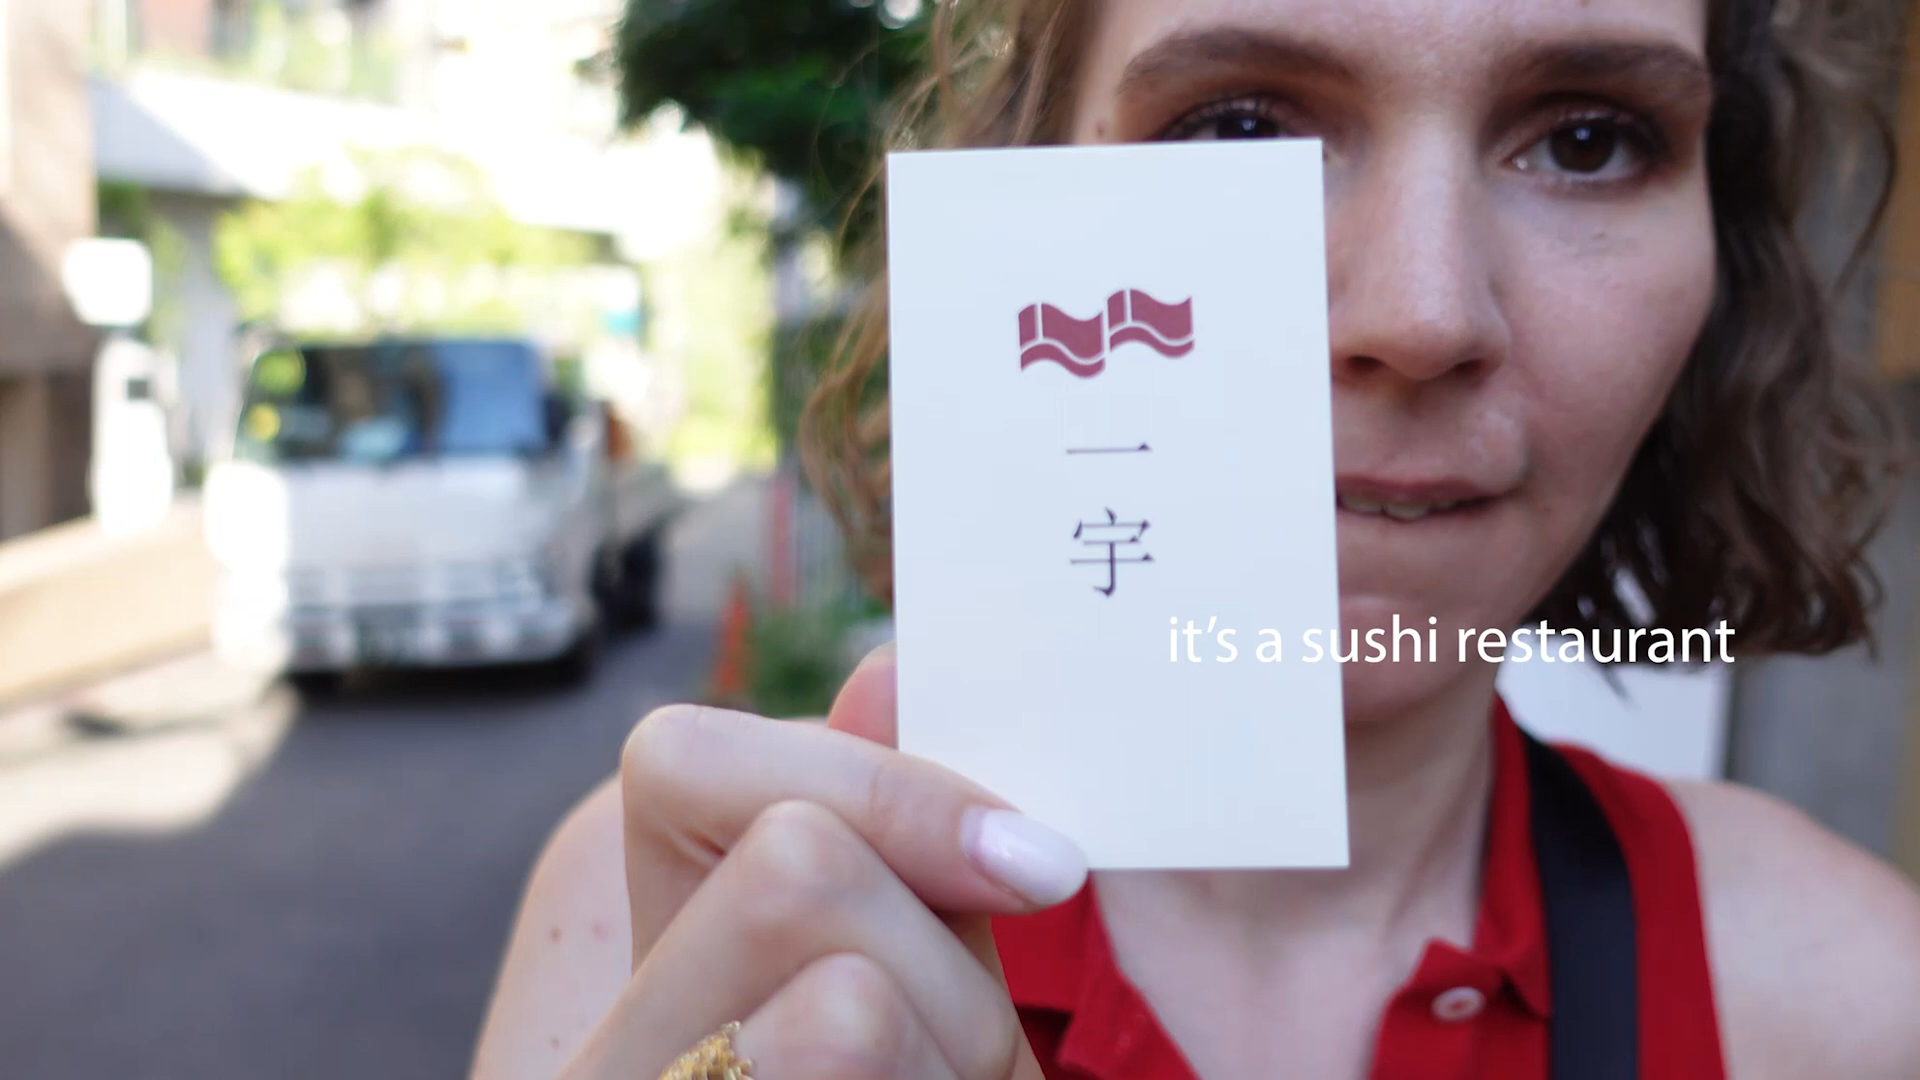 一
宇
it's a sushi restaurant